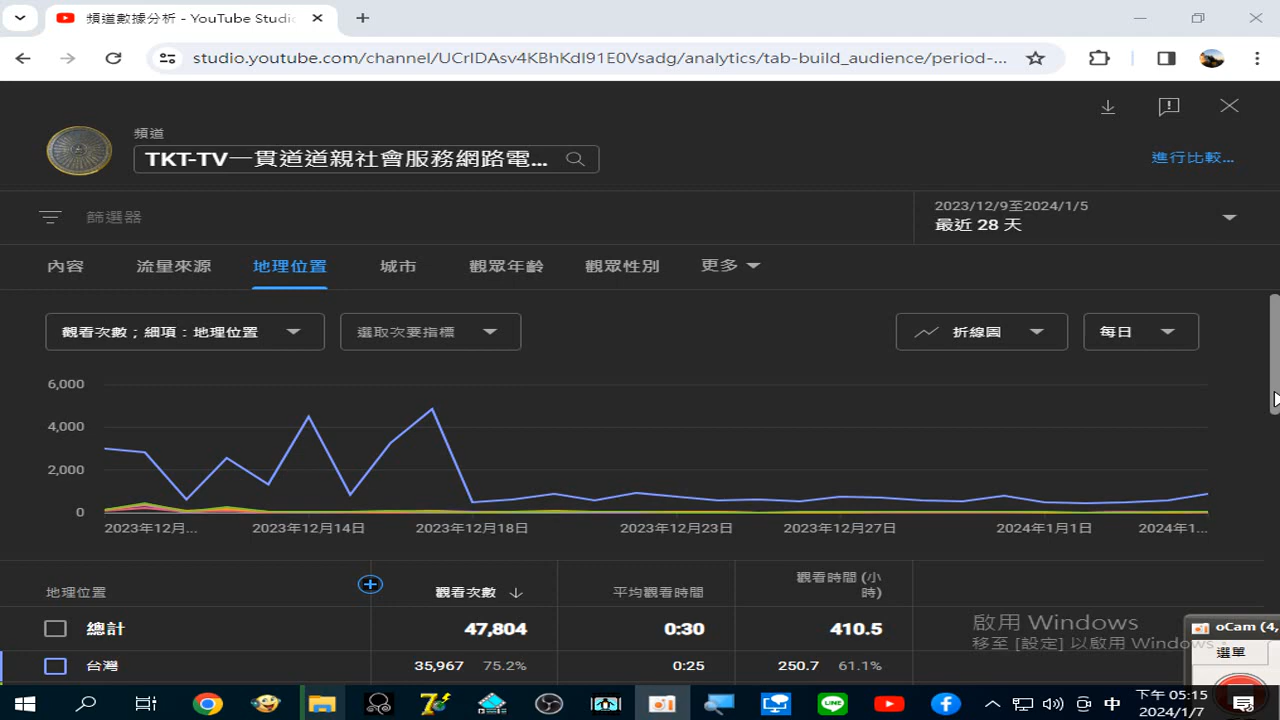 頻道數據分析 - YouTube Studio
studio.youtube.com/channel/UCrIDAsv4KBhKdI91E0Vsadg/analytics/tab-build_audience/period-...
頻道
TKT-TV一貫道道親社會服務網路電...
進行比較...
篩選器
2023/12/9至2024/1/5
最近 28 天
內容 流量來源 地理位置 城市 觀眾年齡 觀眾性別 更多
觀看次數；細項：地理位置 選取次要指標 折線圖 每日
6,000
4,000
2,000
0
2023年12月... 2023年12月14日 2023年12月18日 2023年12月23日 2023年12月27日 2024年1月1日 2024年1...
地理位置 觀看次數 平均觀看時間 觀看時間 (小時)
總計 47,804 0:30 410.5
台灣 35,967 75.2% 0:25 250.7 61.1%
啟用 Windows
移至 [設定] 以啟用 Windows。
oCam (4,
選單
中
下午 05:15
2024/1/7